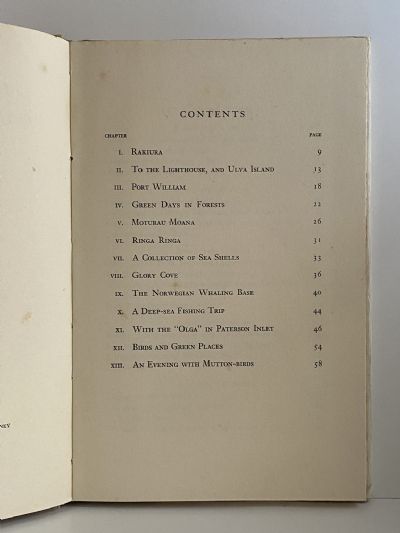 CONTENTS
CHAPTER PAGE
I. RAKIURA 9
II. TO THE LIGHTHOUSE, AND ULVA ISLAND 13
III. PORT WILLIAM 18
IV. GREEN DAYS IN FORESTS 22
V. MOTURAU MOANA 26
VI. RINGA RINGA 31
VII. A COLLECTION OF SEA SHELLS 33
VIII. GLORY COVE 36
IX. THE NORWEGIAN WHALING BASE 40
X. A DEEP-SEA FISHING TRIP 44
XI. WITH THE "OLGA" IN PATERSON INLET 46
XII. BIRDS AND GREEN PLACES 54
XIII. AN EVENING WITH MUTTON-BIRDS 58